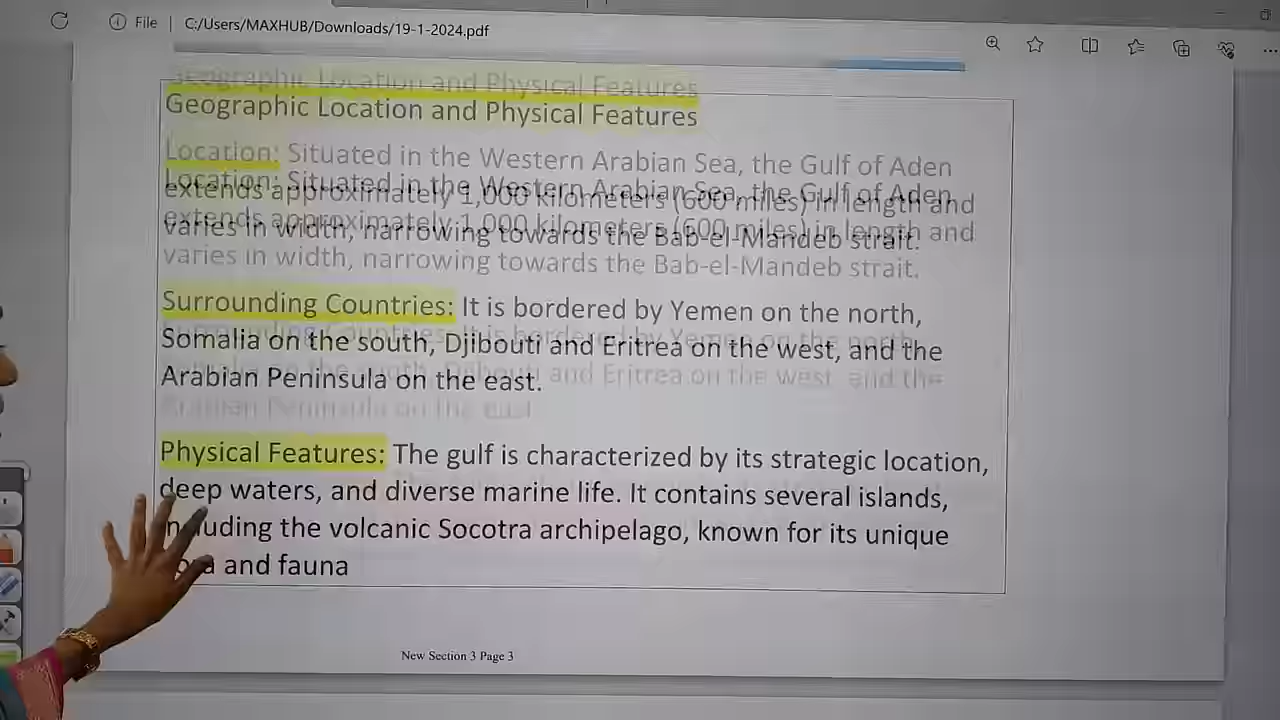 File | C:/Users/MAXHUB/Downloads/19-1-2024.pdf
Geographic Location and Physical Features
Location: Situated in the Western Arabian Sea, the Gulf of Aden
extends approximately 1,000 kilometers (600 miles) in length and
varies in width, narrowing towards the Bab-el-Mandeb strait.
Surrounding Countries: It is bordered by Yemen on the north,
Somalia on the south, Djibouti and Eritrea on the west, and the
Arabian Peninsula on the east.
Physical Features: The gulf is characterized by its strategic location,
deep waters, and diverse marine life. It contains several islands,
including the volcanic Socotra archipelago, known for its unique
and fauna
New Section 3 Page 3